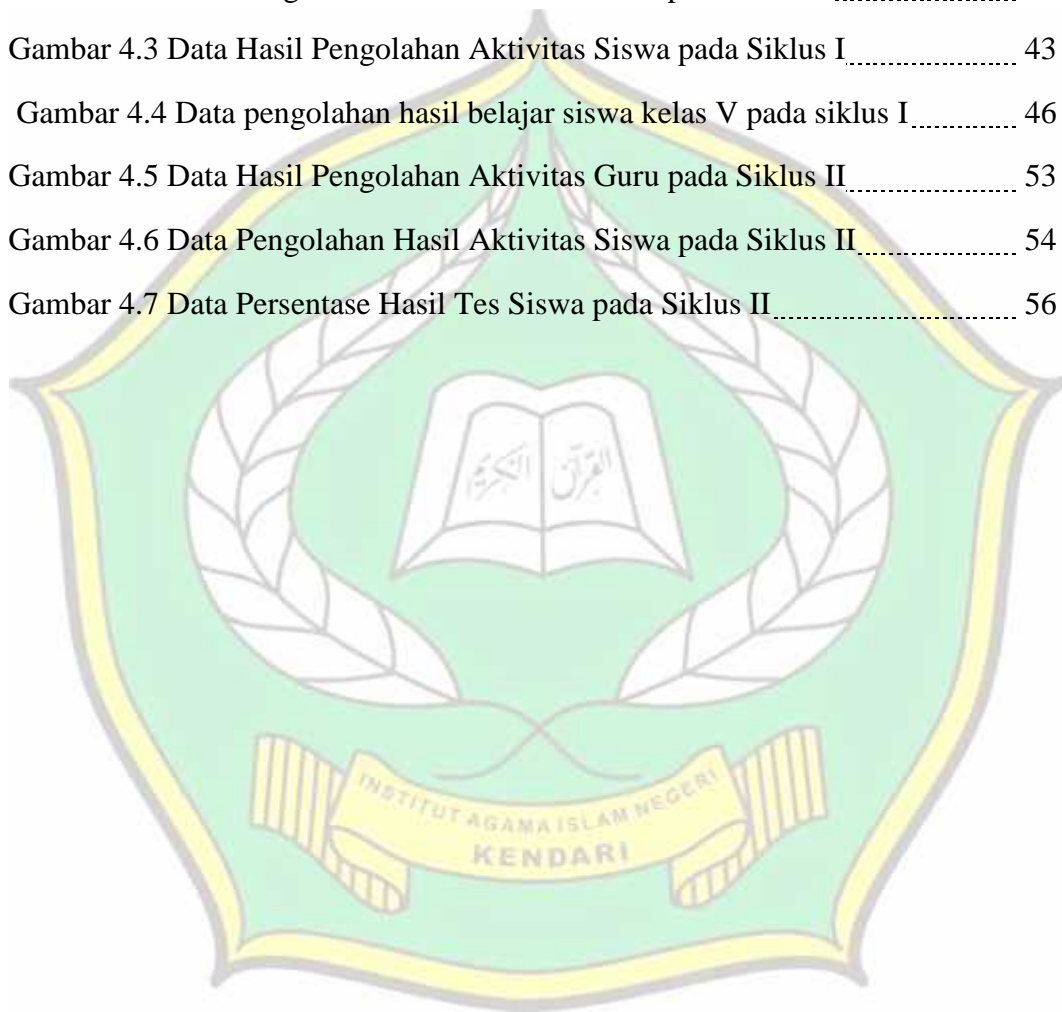 Gambar 4.3 Data Hasil Pengolahan Aktivitas Siswa pada Siklus I 43
Gambar 4.4 Data pengolahan hasil belajar siswa kelas V pada siklus I 46
Gambar 4.5 Data Hasil Pengolahan Aktivitas Guru pada Siklus II 53
Gambar 4.6 Data Pengolahan Hasil Aktivitas Siswa pada Siklus II 54
Gambar 4.7 Data Persentase Hasil Tes Siswa pada Siklus II 56
القرآن الكريم
INSTITUT AGAMA ISLAM NEGERI
KENDARI